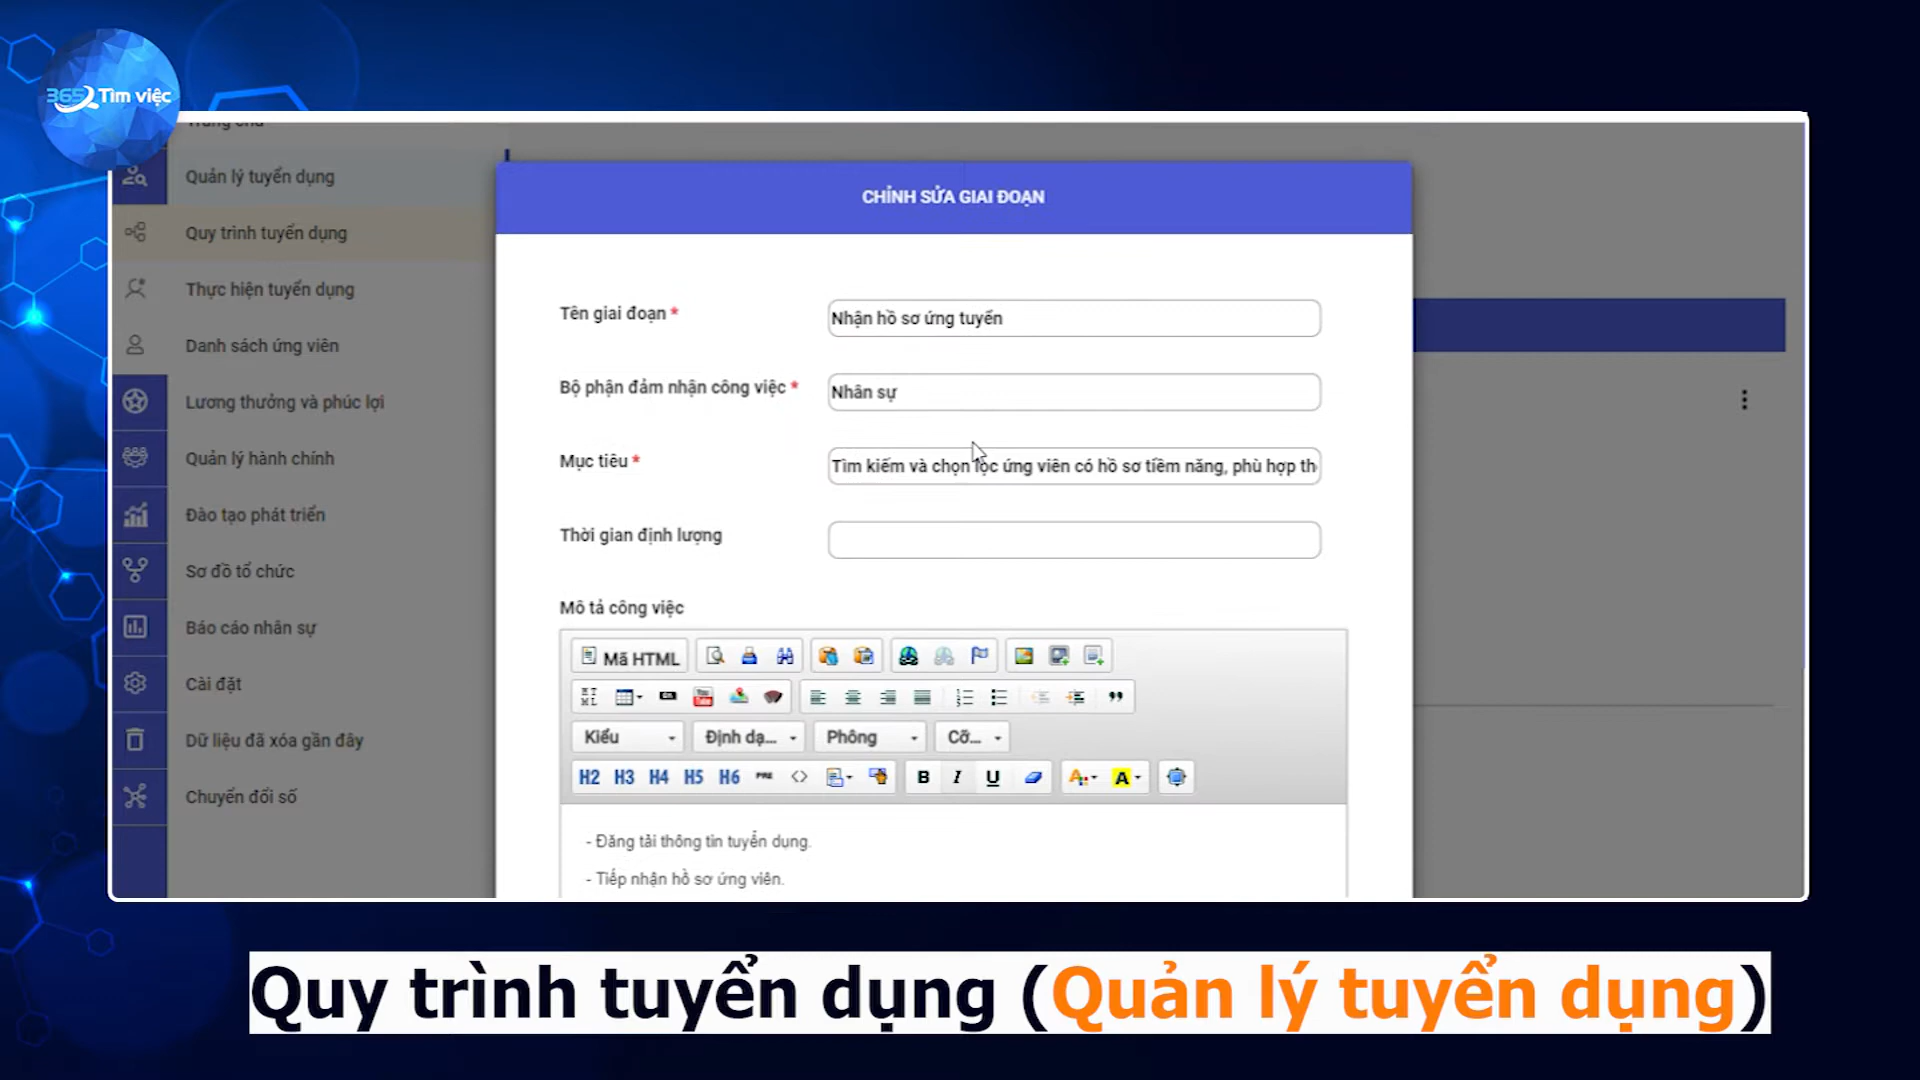 365 Tìm việc
Trang chủ
Quản lý tuyển dụng
Quy trình tuyển dụng
Thực hiện tuyển dụng
Danh sách ứng viên
Lương thưởng và phúc lợi
Quản lý hành chính
Đào tạo phát triển
Sơ đồ tổ chức
Báo cáo nhân sự
Cài đặt
Dữ liệu đã xóa gần đây
Chuyển đổi số
CHỈNH SỬA GIAI ĐOẠN
Tên giai đoạn *
Nhận hồ sơ ứng tuyển
Bộ phận đảm nhận công việc *
Nhân sự
Mục tiêu *
Tìm kiếm và chọn lọc ứng viên có hồ sơ tiềm năng, phù hợp th
Thời gian định lượng
Mô tả công việc
Mã HTML
Kiểu Định dạ... Phông Cỡ...
H2 H3 H4 H5 H6 PRE <> B I U A A
- Đăng tải thông tin tuyển dụng.
- Tiếp nhận hồ sơ ứng viên.
Quy trình tuyển dụng (Quản lý tuyển dụng)